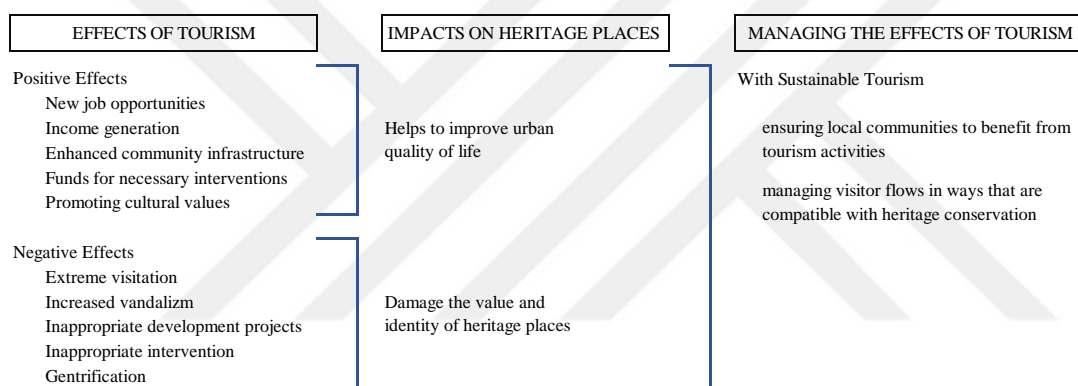 EFFECTS OF TOURISM
Positive Effects
New job opportunities
Income generation
Enhanced community infrastructure
Funds for necessary interventions
Promoting cultural values
Negative Effects
Extreme visitation
Increased vandalizm
Inappropriate development projects
Inappropriate intervention
Gentrification
IMPACTS ON HERITAGE PLACES
Helps to improve urban
quality of life
Damage the value and
identity of heritage places
MANAGING THE EFFECTS OF TOURISM
With Sustainable Tourism
ensuring local communities to benefit from
tourism activities
managing visitor flows in ways that are
compatible with heritage conservation